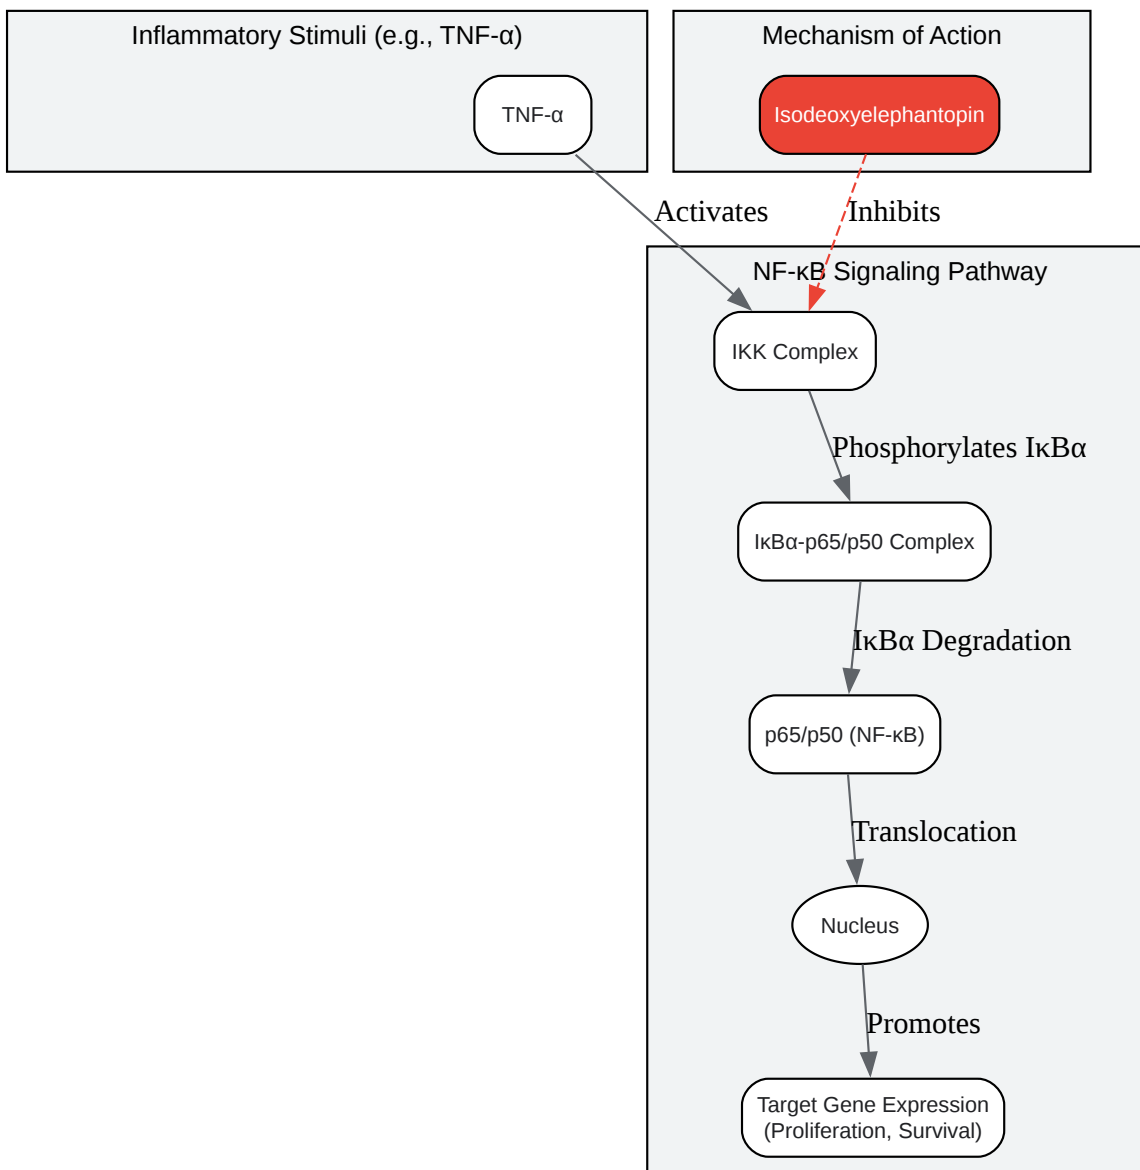 Inflammatory Stimuli (e.g., TNF-α)
TNF-α
Mechanism of Action
Isodeoxyelephantopin
Activates
Inhibits
NF-κB Signaling Pathway
IKK Complex
Phosphorylates IκBα
IκBα-p65/p50 Complex
IκBα Degradation
p65/p50 (NF-κB)
Translocation
Nucleus
Promotes
Target Gene Expression
(Proliferation, Survival)